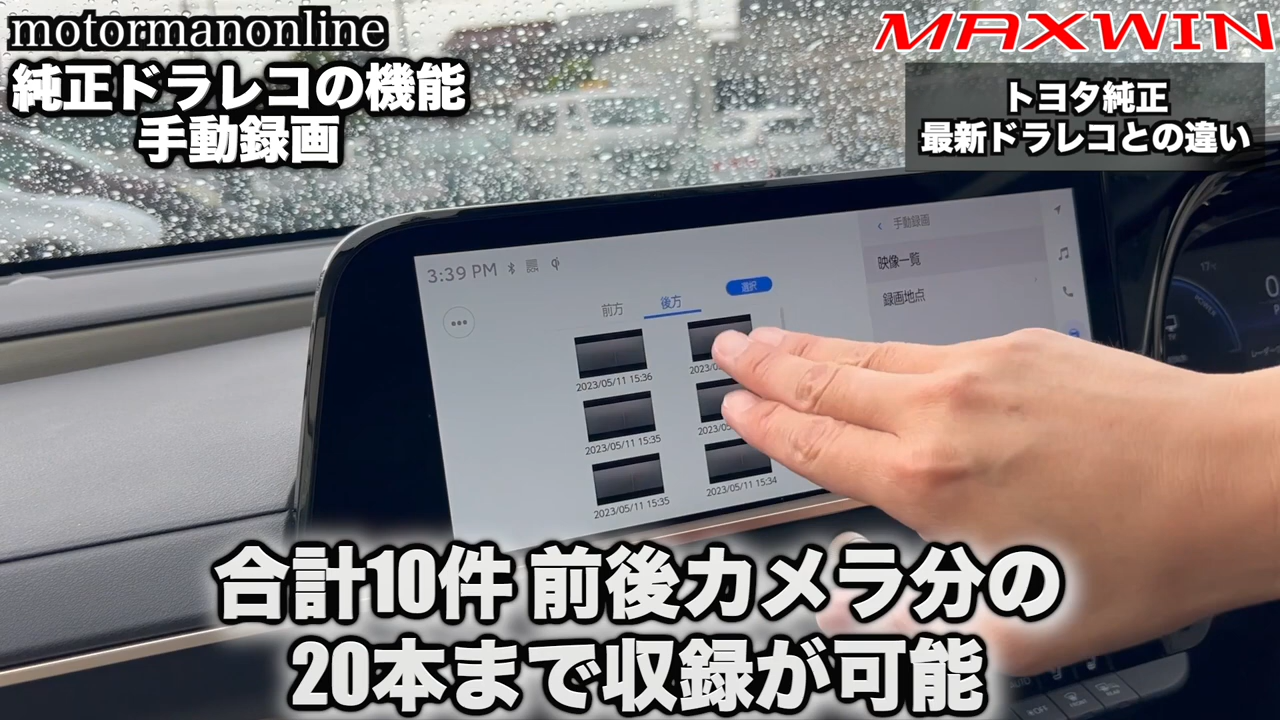 motormanonline
純正ドラレコの機能
手動録画
MAXWIN
トヨタ純正
最新ドラレコとの違い
3:39 PM
前方
後方
選択
手動録画
映像一覧
録画地点
2023/05/11 15:36
2023/05/11 15:35
2023/05/11 15:35
2023/05/11 15:34
POWER
合計10件 前後カメラ分の
20本まで収録が可能